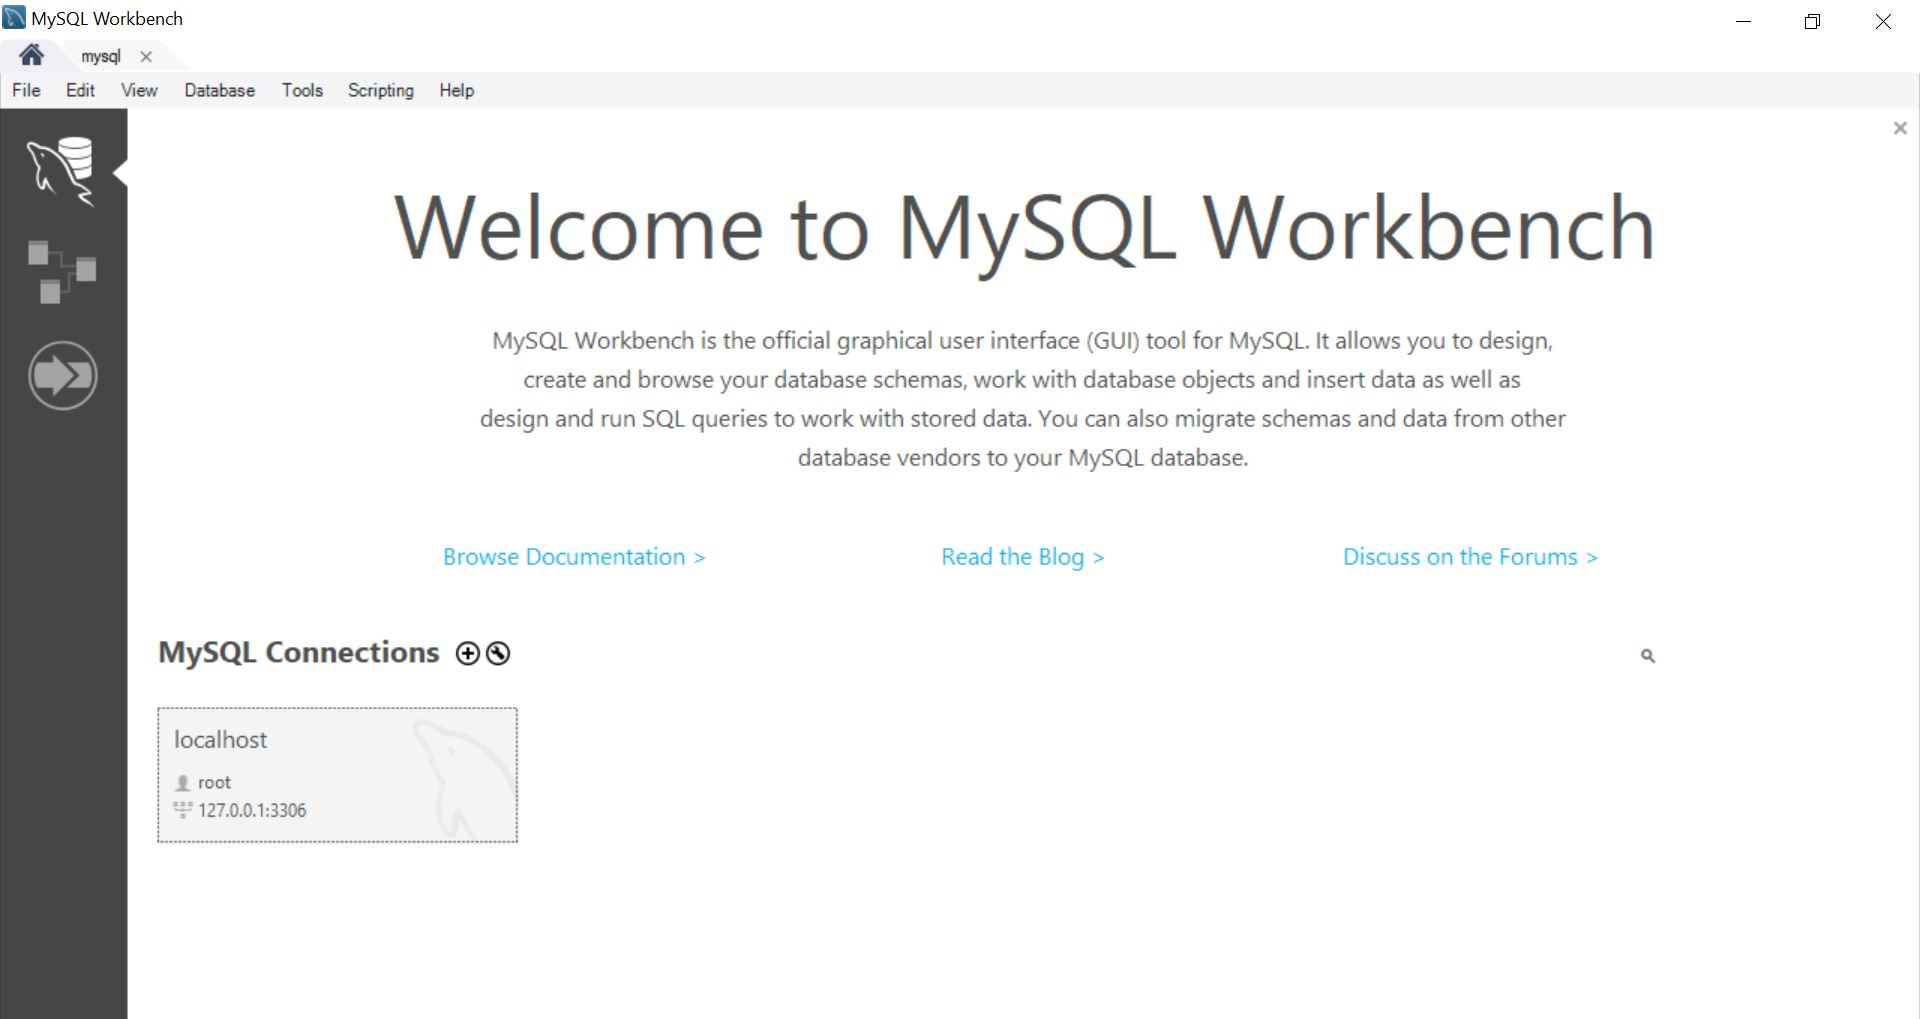 MySQL Workbench
mysql
File Edit View Database Tools Scripting Help
Welcome to MySQL Workbench
MySQL Workbench is the official graphical user interface (GUI) tool for MySQL. It allows you to design,
create and browse your database schemas, work with database objects and insert data as well as
design and run SQL queries to work with stored data. You can also migrate schemas and data from other
database vendors to your MySQL database.
Browse Documentation > Read the Blog > Discuss on the Forums >
MySQL Connections
localhost
root
127.0.0.1:3306